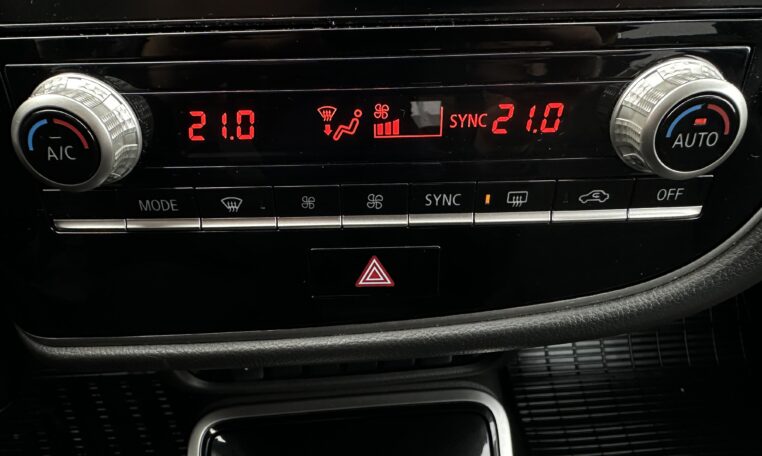 21.0 SYNC 21.0
A/C AUTO
MODE SYNC OFF